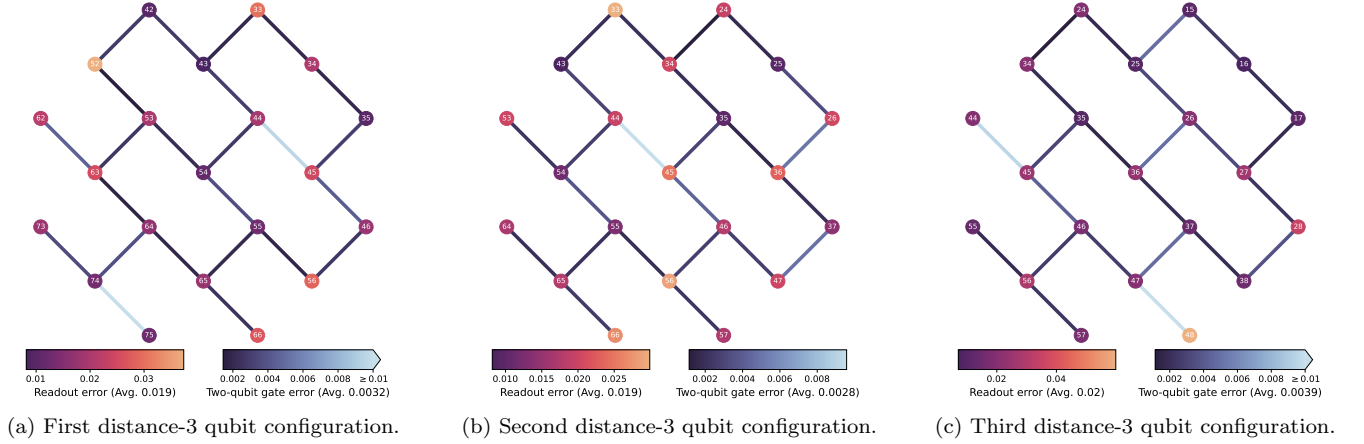 42 33
52 43 34
62 53 44 35
63 54 45
73 64 55 46
74 65 56
75 66
0.01 0.02 0.03
Readout error (Avg. 0.019)
0.002 0.004 0.006 0.008 ≥0.01
Two-qubit gate error (Avg. 0.0032)
(a) First distance-3 qubit configuration.
33 24
43 34 25
53 44 35 26
54 45 36
64 55 46 37
65 56 47
66 57
0.010 0.015 0.020 0.025
Readout error (Avg. 0.019)
0.002 0.004 0.006 0.008
Two-qubit gate error (Avg. 0.0028)
(b) Second distance-3 qubit configuration.
24 15
34 25 16
44 35 26 17
45 36 27
55 46 37 28
56 47 38
57 48
0.02 0.04
Readout error (Avg. 0.02)
0.002 0.004 0.006 0.008 ≥0.01
Two-qubit gate error (Avg. 0.0039)
(c) Third distance-3 qubit configuration.